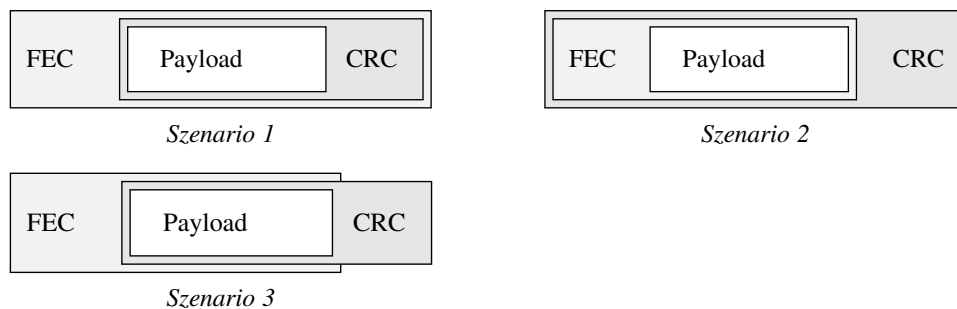 FEC Payload CRC FEC Payload CRC
Szenario 1 Szenario 2
FEC Payload CRC
Szenario 3